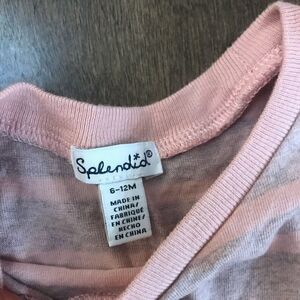 Splendid®
6-12M
MADE IN
CHINA/
FABRIQUÉ
EN CHINE/
HECHO
EN CHINA